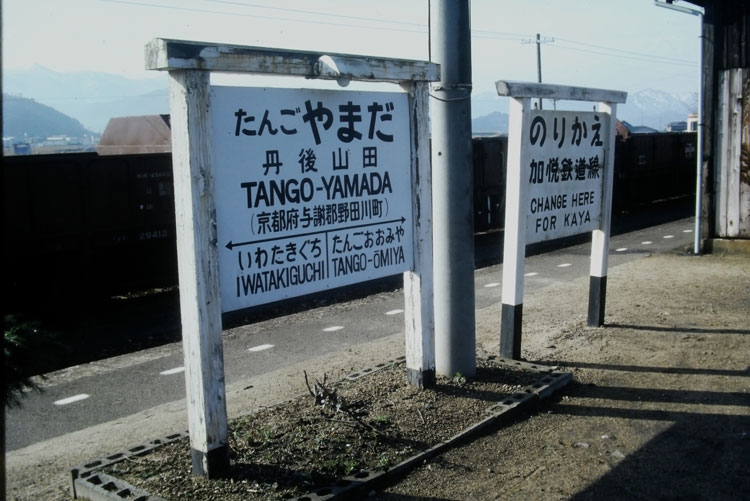 たんごやまだ
丹後山田
TANGO-YAMADA
(京都府与謝郡野田川町)
いわたきぐち たんごおおみや
IWATAKIGUCHI TANGO-ŌMIYA
のりかえ
加悦鉄道線
CHANGE HERE
FOR KAYA